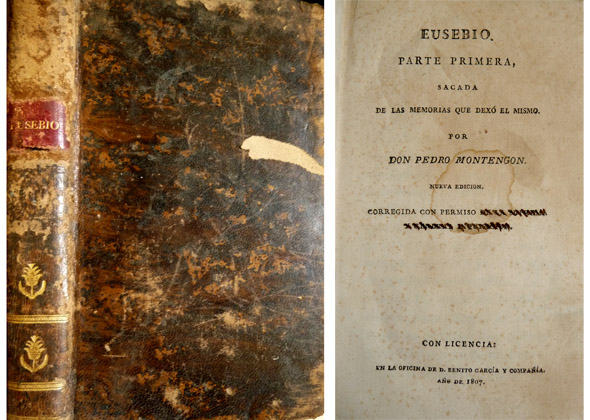 EUSEBIO
EUSEBIO.
PARTE PRIMERA,
SACADA
DE LAS MEMORIAS QUE DEXÓ EL MISMO.
POR
DON PEDRO MONTENGON.
NUEVA EDICION,
CORREGIDA CON PERMISO
CON LICENCIA:
EN LA OFICINA DE D. BENITO GARCÍA Y COMPAÑIA,
AÑO DE 1807.